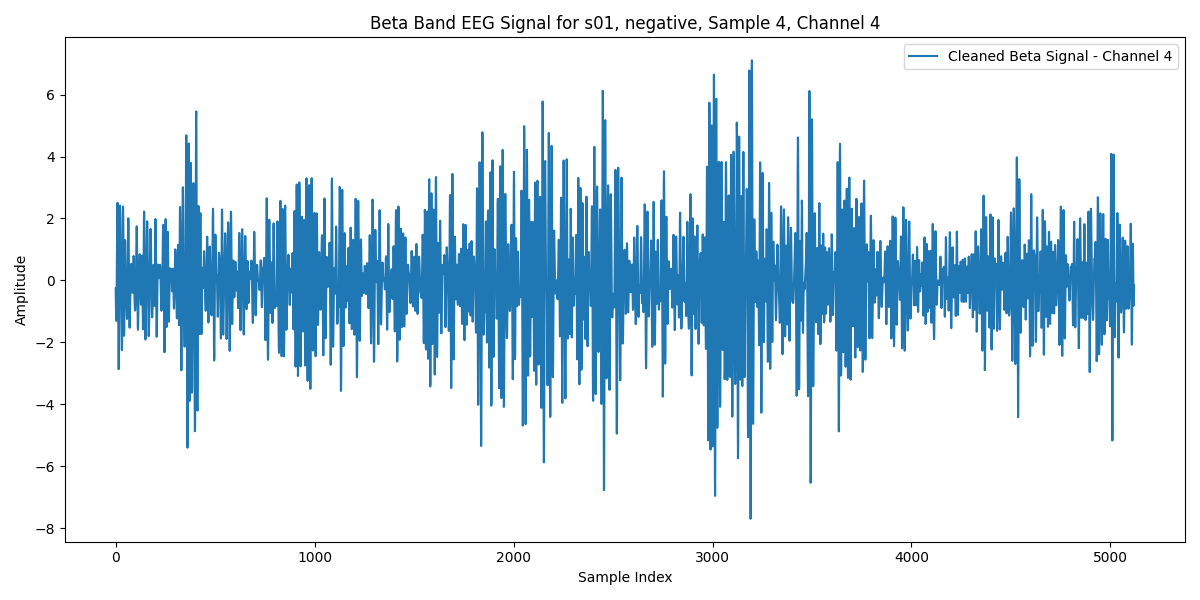 Beta Band EEG Signal for s01, negative, Sample 4, Channel 4
Cleaned Beta Signal - Channel 4
Amplitude
6
4
2
0
−2
−4
−6
−8
0 1000 2000 3000 4000 5000
Sample Index